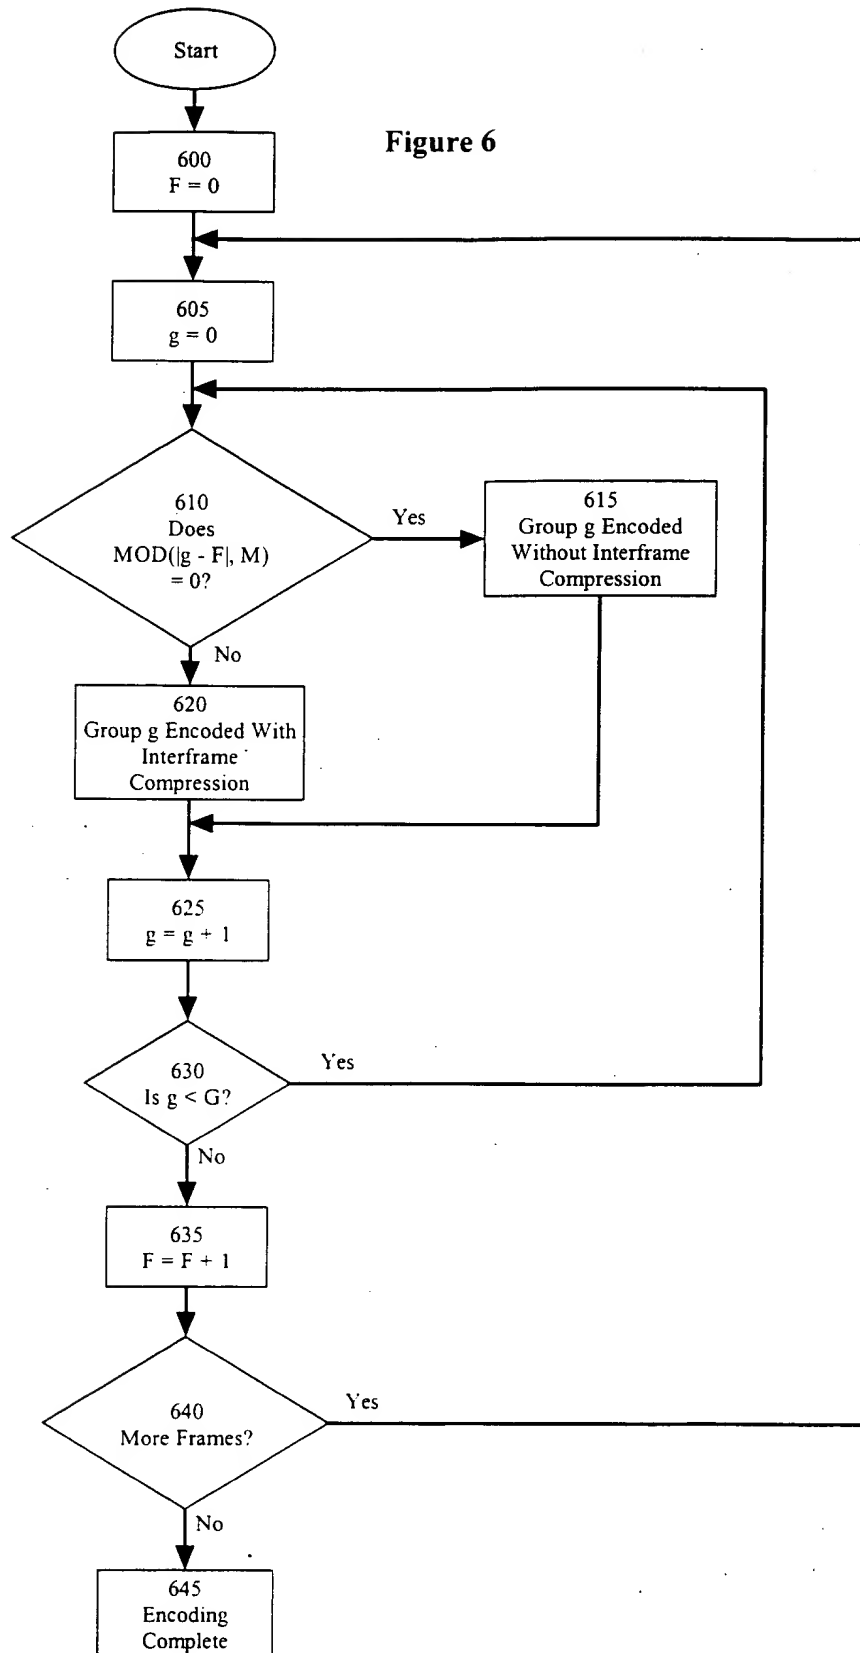 Start
Figure 6
600
F = 0
605
g = 0
610
Does
MOD(|g - F|, M)
= 0?
Yes
615
Group g Encoded
Without Interframe
Compression
No
620
Group g Encoded With
Interframe
Compression
625
g = g + 1
630
Is g < G?
Yes
No
635
F = F + 1
640
More Frames?
Yes
No
645
Encoding
Complete